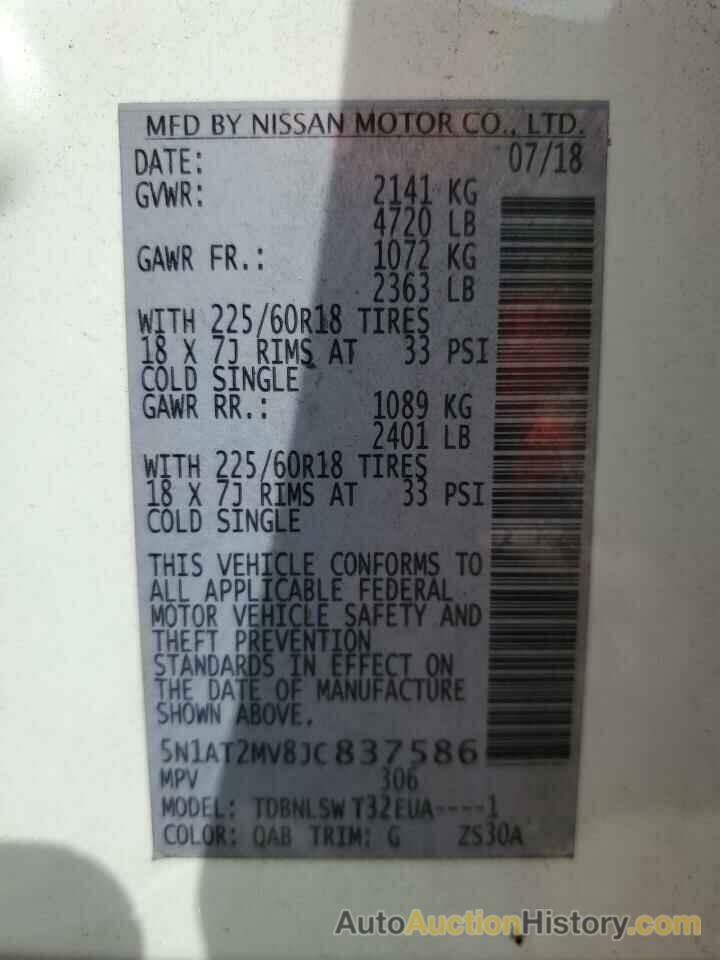 MFD BY NISSAN MOTOR CO., LTD.
DATE: 07/18
GVWR: 2141 KG
4720 LB
GAWR FR.: 1072 KG
2363 LB
WITH 225/60R18 TIRES
18 X 7J RIMS AT 33 PSI
COLD SINGLE
GAWR RR.: 1089 KG
2401 LB
WITH 225/60R18 TIRES
18 X 7J RIMS AT 33 PSI
COLD SINGLE
THIS VEHICLE CONFORMS TO
ALL APPLICABLE FEDERAL
MOTOR VEHICLE SAFETY AND
THEFT PREVENTION
STANDARDS IN EFFECT ON
THE DATE OF MANUFACTURE
SHOWN ABOVE.
5N1AT2MV8JC837586
MPV 306
MODEL: TDBNLSW T32EUA----1
COLOR: QAB TRIM: G ZS30A
AutoAuctionHistory.com